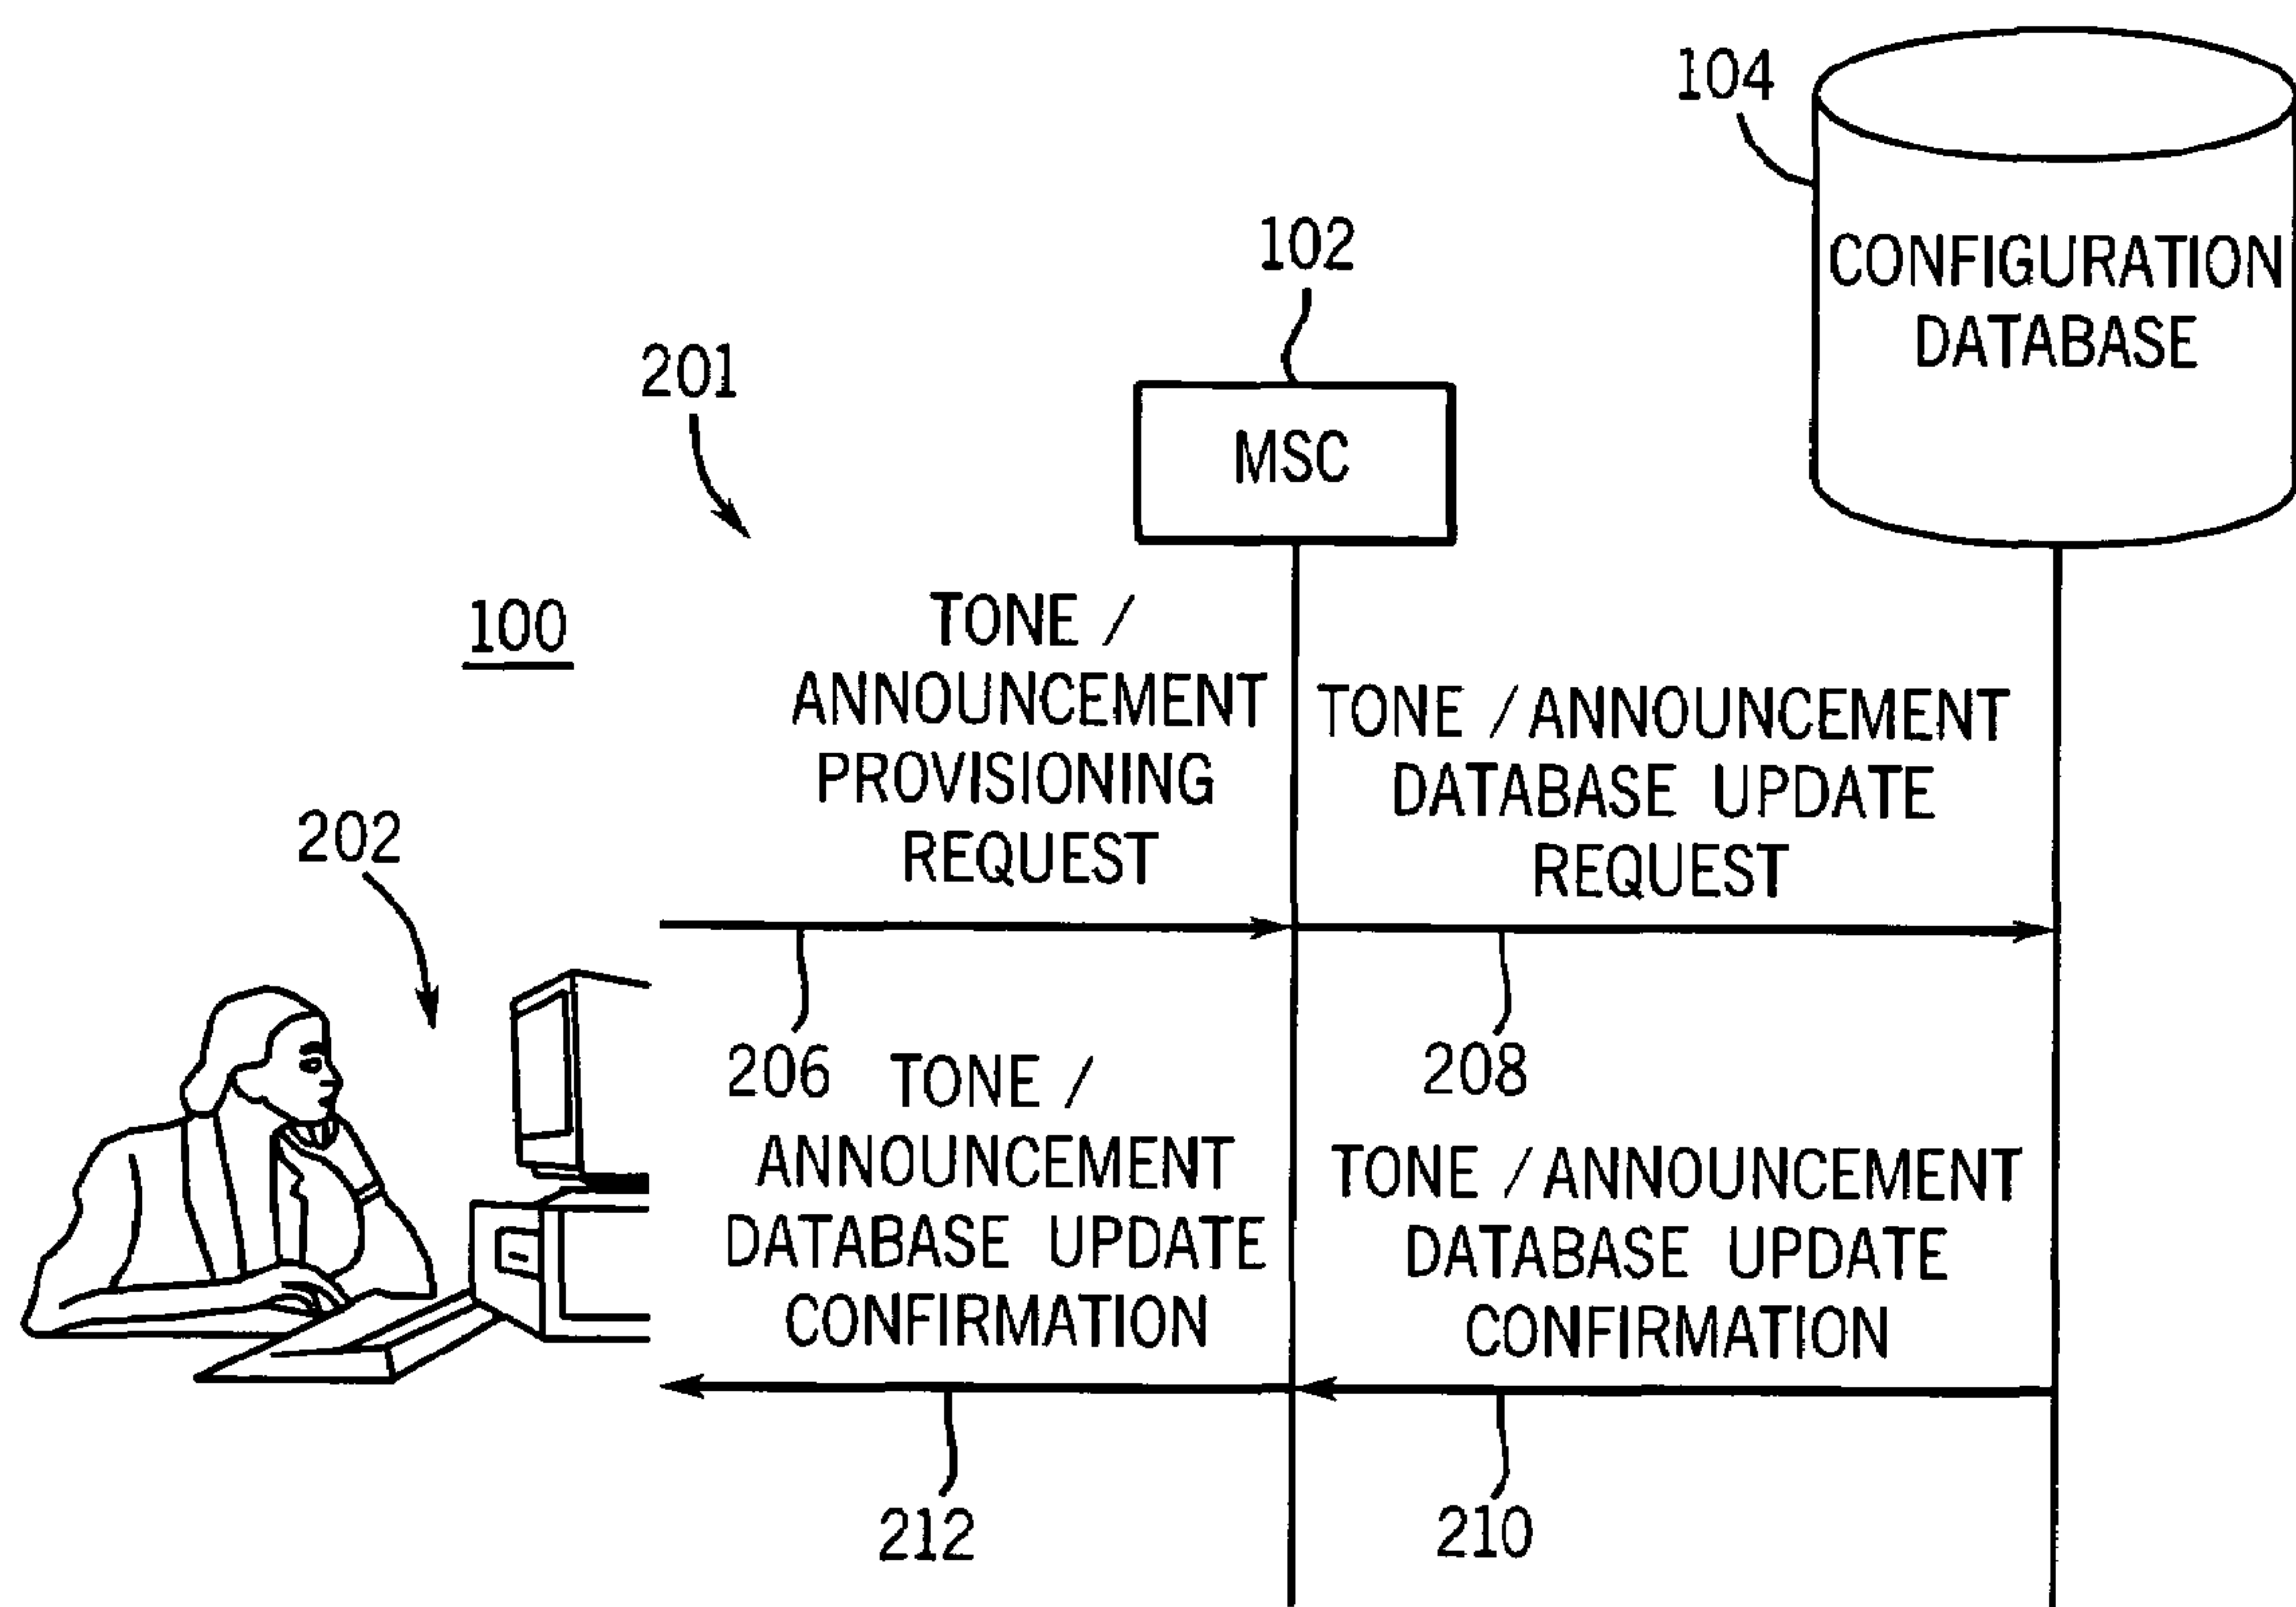 104
CONFIGURATION
DATABASE
102
MSC
201
100
TONE /
ANNOUNCEMENT
PROVISIONING
REQUEST
TONE / ANNOUNCEMENT
DATABASE UPDATE
REQUEST
202
206
208
TONE /
ANNOUNCEMENT
DATABASE UPDATE
CONFIRMATION
TONE / ANNOUNCEMENT
DATABASE UPDATE
CONFIRMATION
212
210